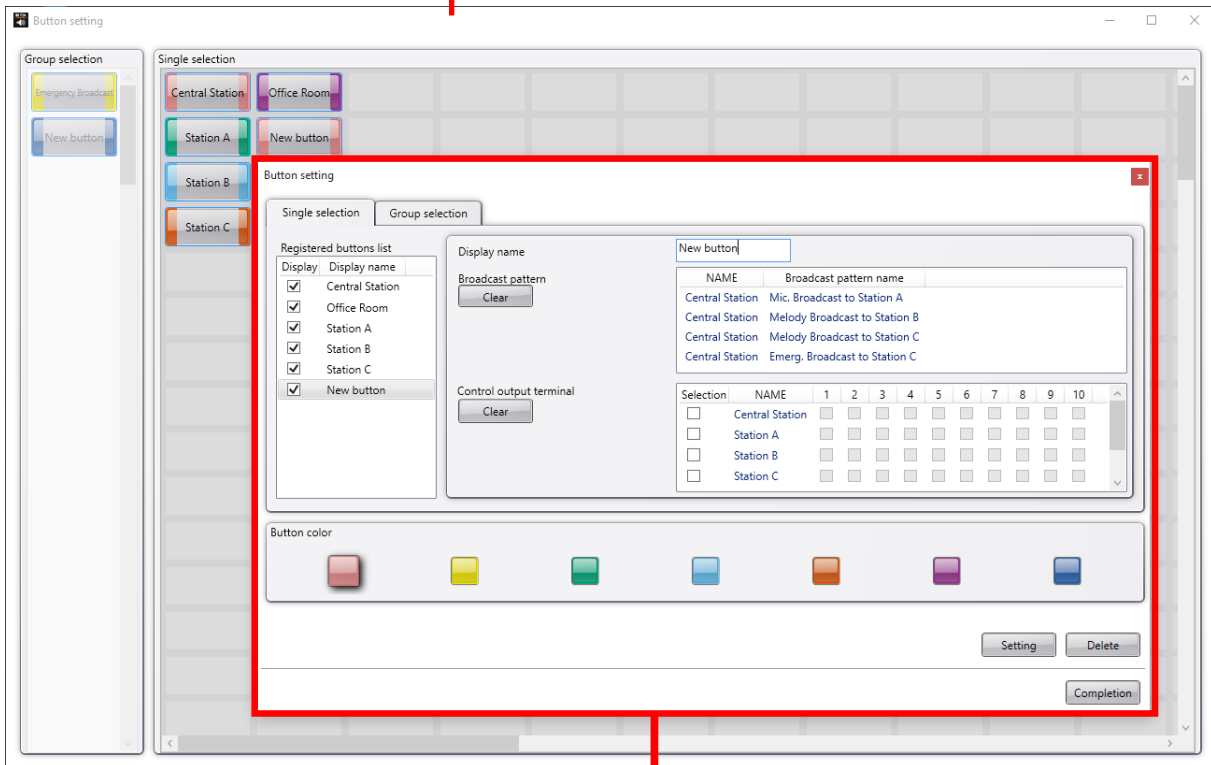 Button setting
Group selection
Emergency Broadcast
New button
Single selection
Central Station
Office Room
Station A
New button
Station B
Station C
Button setting
x
Single selection
Group selection
Registered buttons list
Display Display name
Central Station
Office Room
Station A
Station B
Station C
New button
Display name
New button
Broadcast pattern
Clear
NAME Broadcast pattern name
Central Station Mic. Broadcast to Station A
Central Station Melody Broadcast to Station B
Central Station Melody Broadcast to Station C
Central Station Emerg. Broadcast to Station C
Control output terminal
Clear
Selection NAME 1 2 3 4 5 6 7 8 9 10
Central Station
Station A
Station B
Station C
Button color
Setting
Delete
Completion